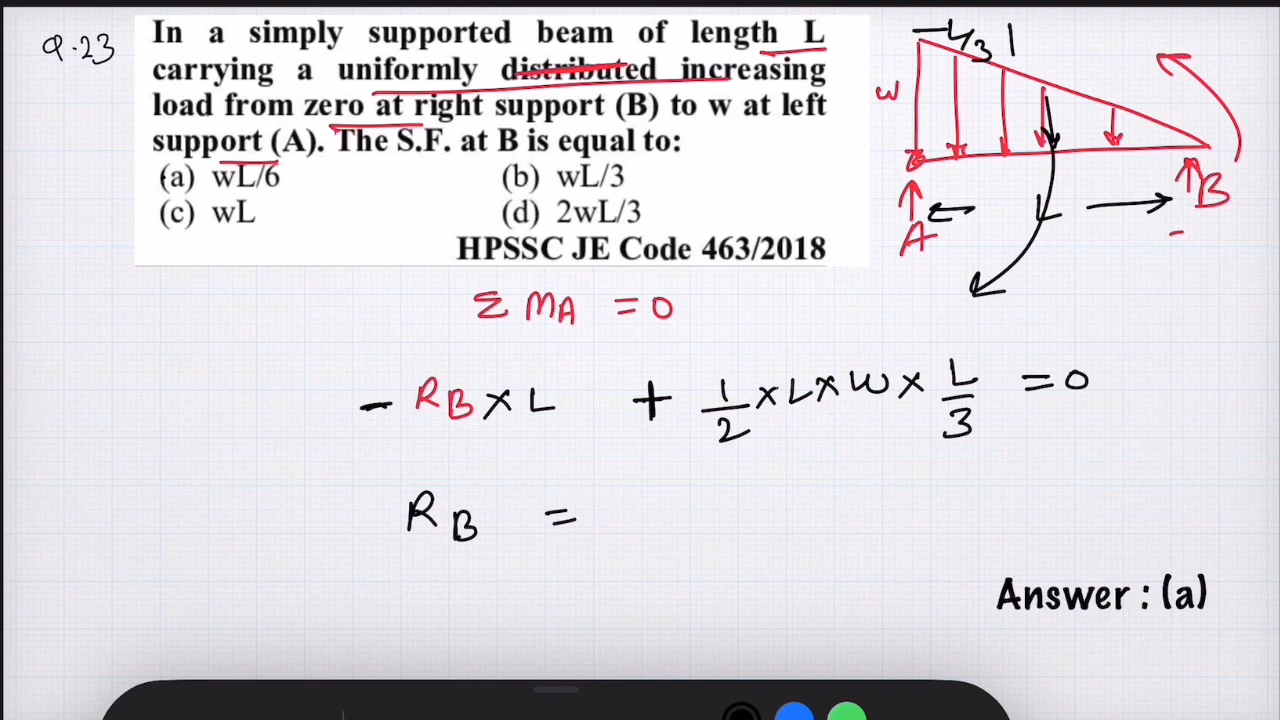 Q.23
In a simply supported beam of length L
carrying a uniformly distributed increasing
load from zero at right support (B) to w at left
support (A). The S.F. at B is equal to:
(a) wL/6 (b) wL/3
(c) wL (d) 2wL/3
HPSSC JE Code 463/2018
L/3
w
A
B
Σ MA = 0
- RB × L + 1/2 × L × W × L/3 = 0
RB =
Answer : (a)